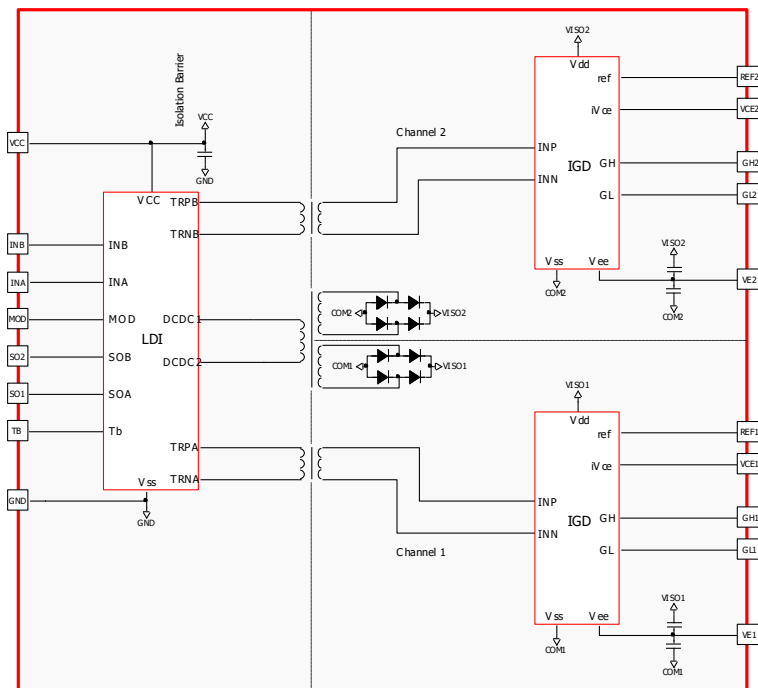 VISO2
Vdd
ref
REF2
iVce
VCE2
Isolation Barrier
VCC
VCC
GND
Channel 2
INP
IGD
GH
GH2
INN
GL
GL2
VCC
TRPB
TRNB
INB
INB
Vss
Vee
VISO2
COM2
VE2
COM2
INA
INA
MOD
MOD
DCDC1
COM2
VISO2
LDI
SO2
SOB
DCDC2
COM1
VISO1
SO1
SOA
TB
Tb
TRPA
TRNA
VISO1
Vdd
ref
REF1
iVce
VCE1
Vss
GND
GND
INP
IGD
GH
GH1
INN
GL
GL1
Channel 1
Vss
Vee
VISO1
COM1
VE1
COM1